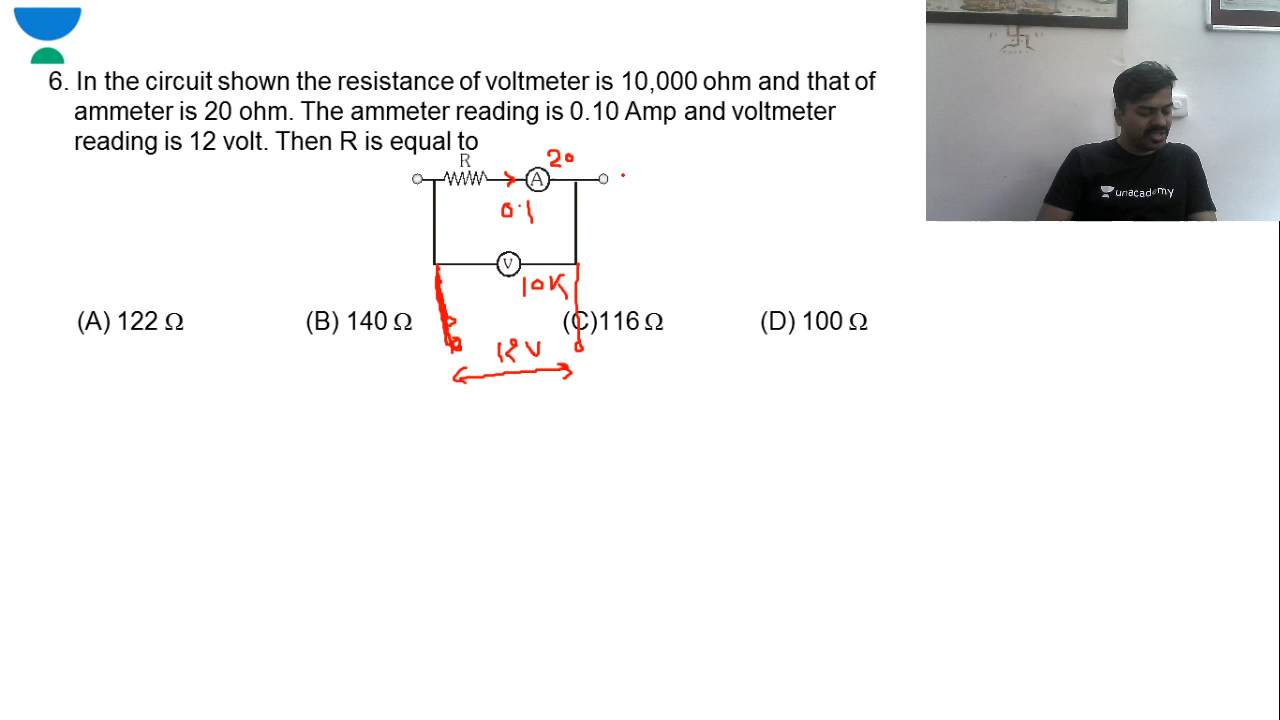 6. In the circuit shown the resistance of voltmeter is 10,000 ohm and that of
ammeter is 20 ohm. The ammeter reading is 0.10 Amp and voltmeter
reading is 12 volt. Then R is equal to
R
20
A
0.1
V
10K
(A) 122 Ω (B) 140 Ω (C)116 Ω (D) 100 Ω
12 V
unacademy